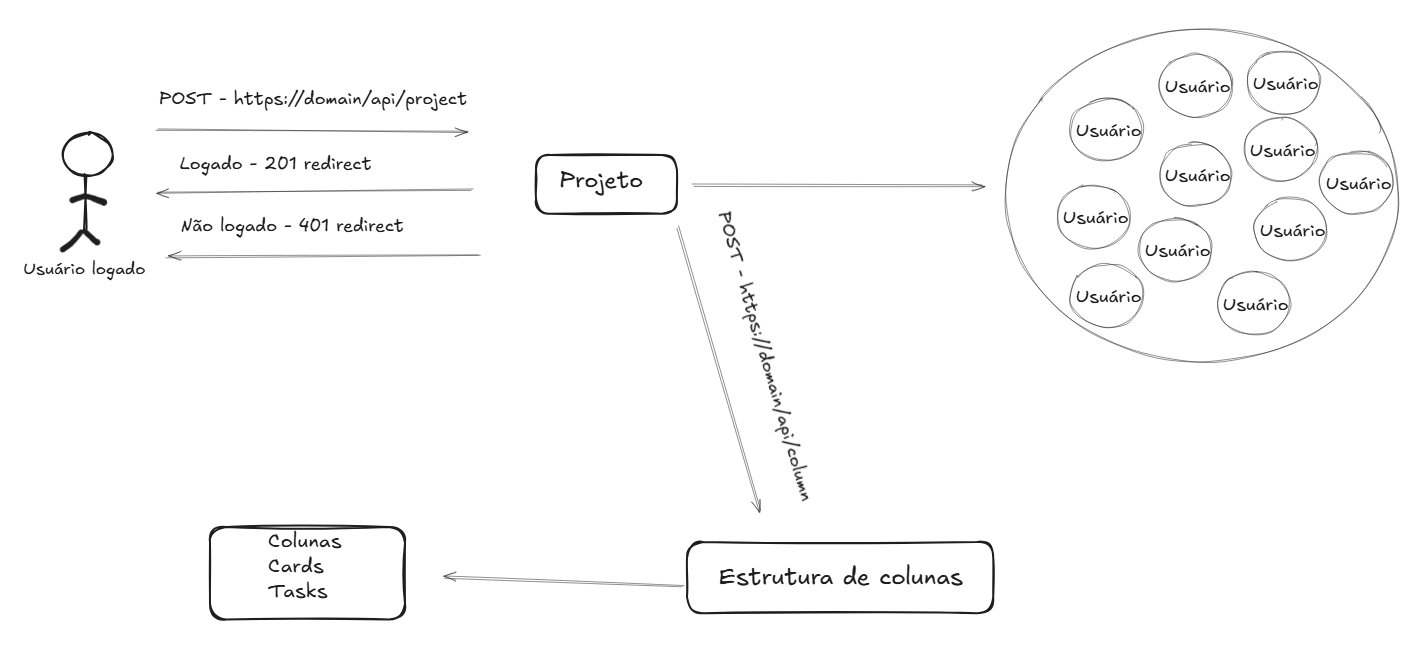 POST - https://domain/api/project
Logado - 201 redirect
Não logado - 401 redirect
Usuário logado
Projeto
POST - https://domain/api/column
Usuário
Usuário
Usuário
Usuário
Usuário
Usuário
Usuário
Usuário
Usuário
Usuário
Usuário
Colunas
Cards
Tasks
Estrutura de colunas